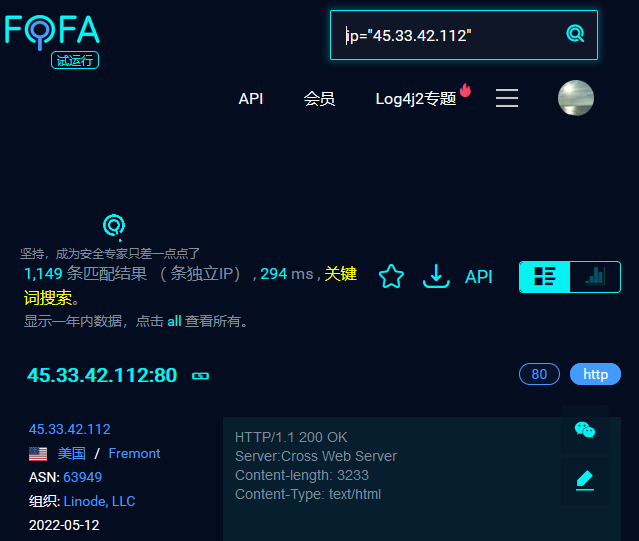 FOFA
试运行
ip="45.33.42.112"
API 会员 Log4j2专题
坚持，成为安全专家只差一点点了
1,149 条匹配结果 （ 条独立IP） , 294 ms , 关键
词搜索。
API
显示一年内数据，点击 all 查看所有。
45.33.42.112:80
80 http
45.33.42.112
美国 / Fremont
ASN: 63949
组织: Linode, LLC
2022-05-12
HTTP/1.1 200 OK
Server:Cross Web Server
Content-length: 3233
Content-Type: text/html